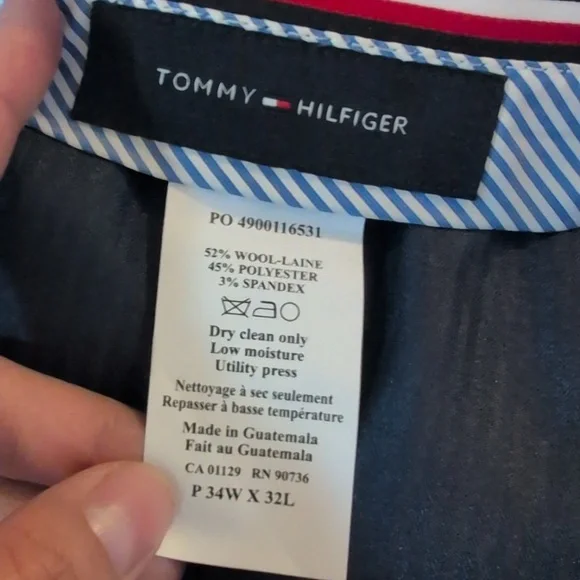 TOMMY HILFIGER
PO 4900116531
52% WOOL-LAINE
45% POLYESTER
3% SPANDEX
Dry clean only
Low moisture
Utility press
Nettoyage à sec seulement
Repasser à basse température
Made in Guatemala
Fait au Guatemala
CA 01129 RN 90736
P 34W X 32L